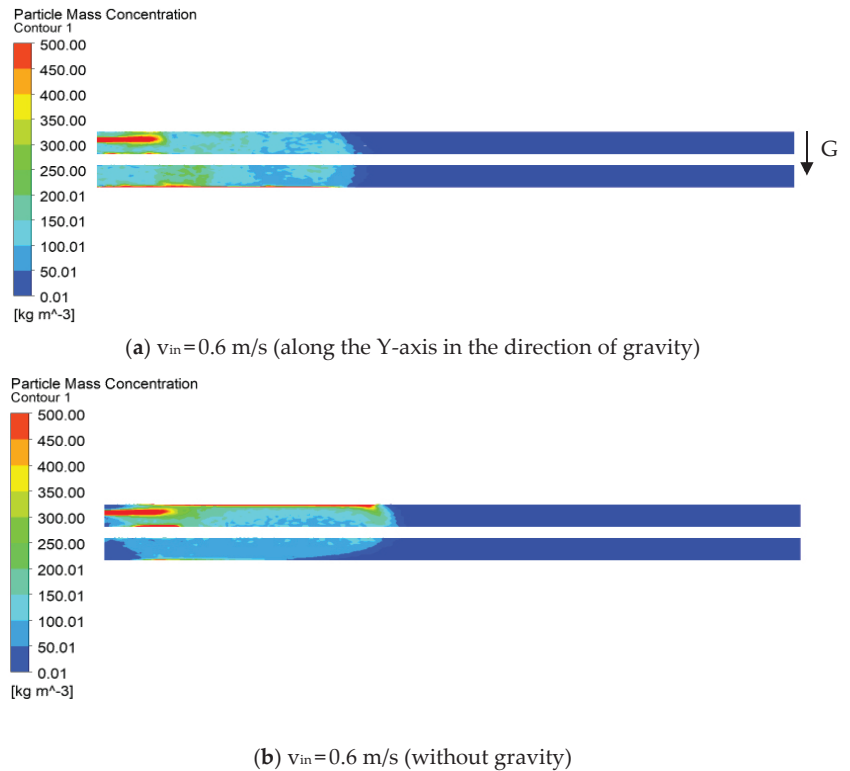 Particle Mass Concentration
Contour 1
500.00
450.00
400.00
350.00
300.00
250.00
200.01
150.01
100.01
50.01
0.01
[kg m^-3]
G
(a) vin=0.6 m/s (along the Y-axis in the direction of gravity)
Particle Mass Concentration
Contour 1
500.00
450.00
400.00
350.00
300.00
250.00
200.01
150.01
100.01
50.01
0.01
[kg m^-3]
(b) vin=0.6 m/s (without gravity)